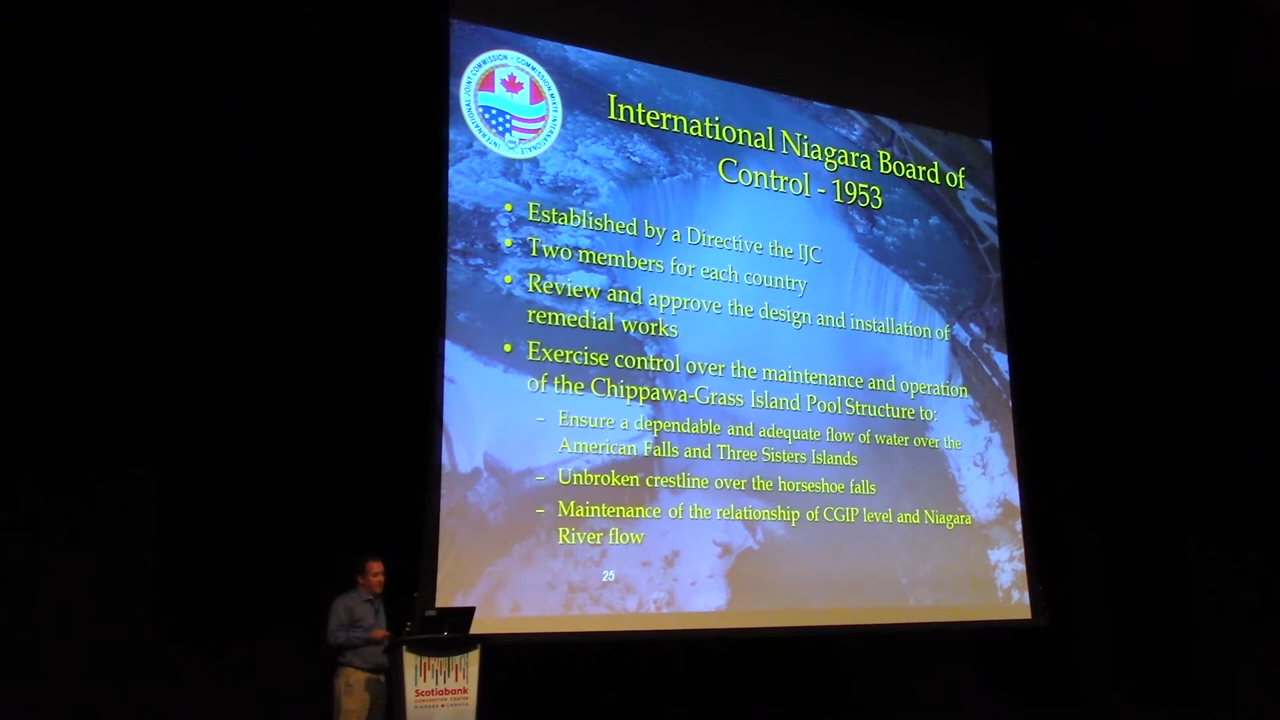 INTERNATIONAL JOINT COMMISSION - COMMISSION MIXTE INTERNATIONALE
International Niagara Board of
Control - 1953
• Established by a Directive the IJC
• Two members for each country
• Review and approve the design and installation of
remedial works
• Exercise control over the maintenance and operation
of the Chippawa-Grass Island Pool Structure to:
– Ensure a dependable and adequate flow of water over the
American Falls and Three Sisters Islands
– Unbroken crestline over the horseshoe falls
– Maintenance of the relationship of CGIP level and Niagara
River flow
25
Scotiabank
CONVENTION CENTRE
NIAGARA CANADA